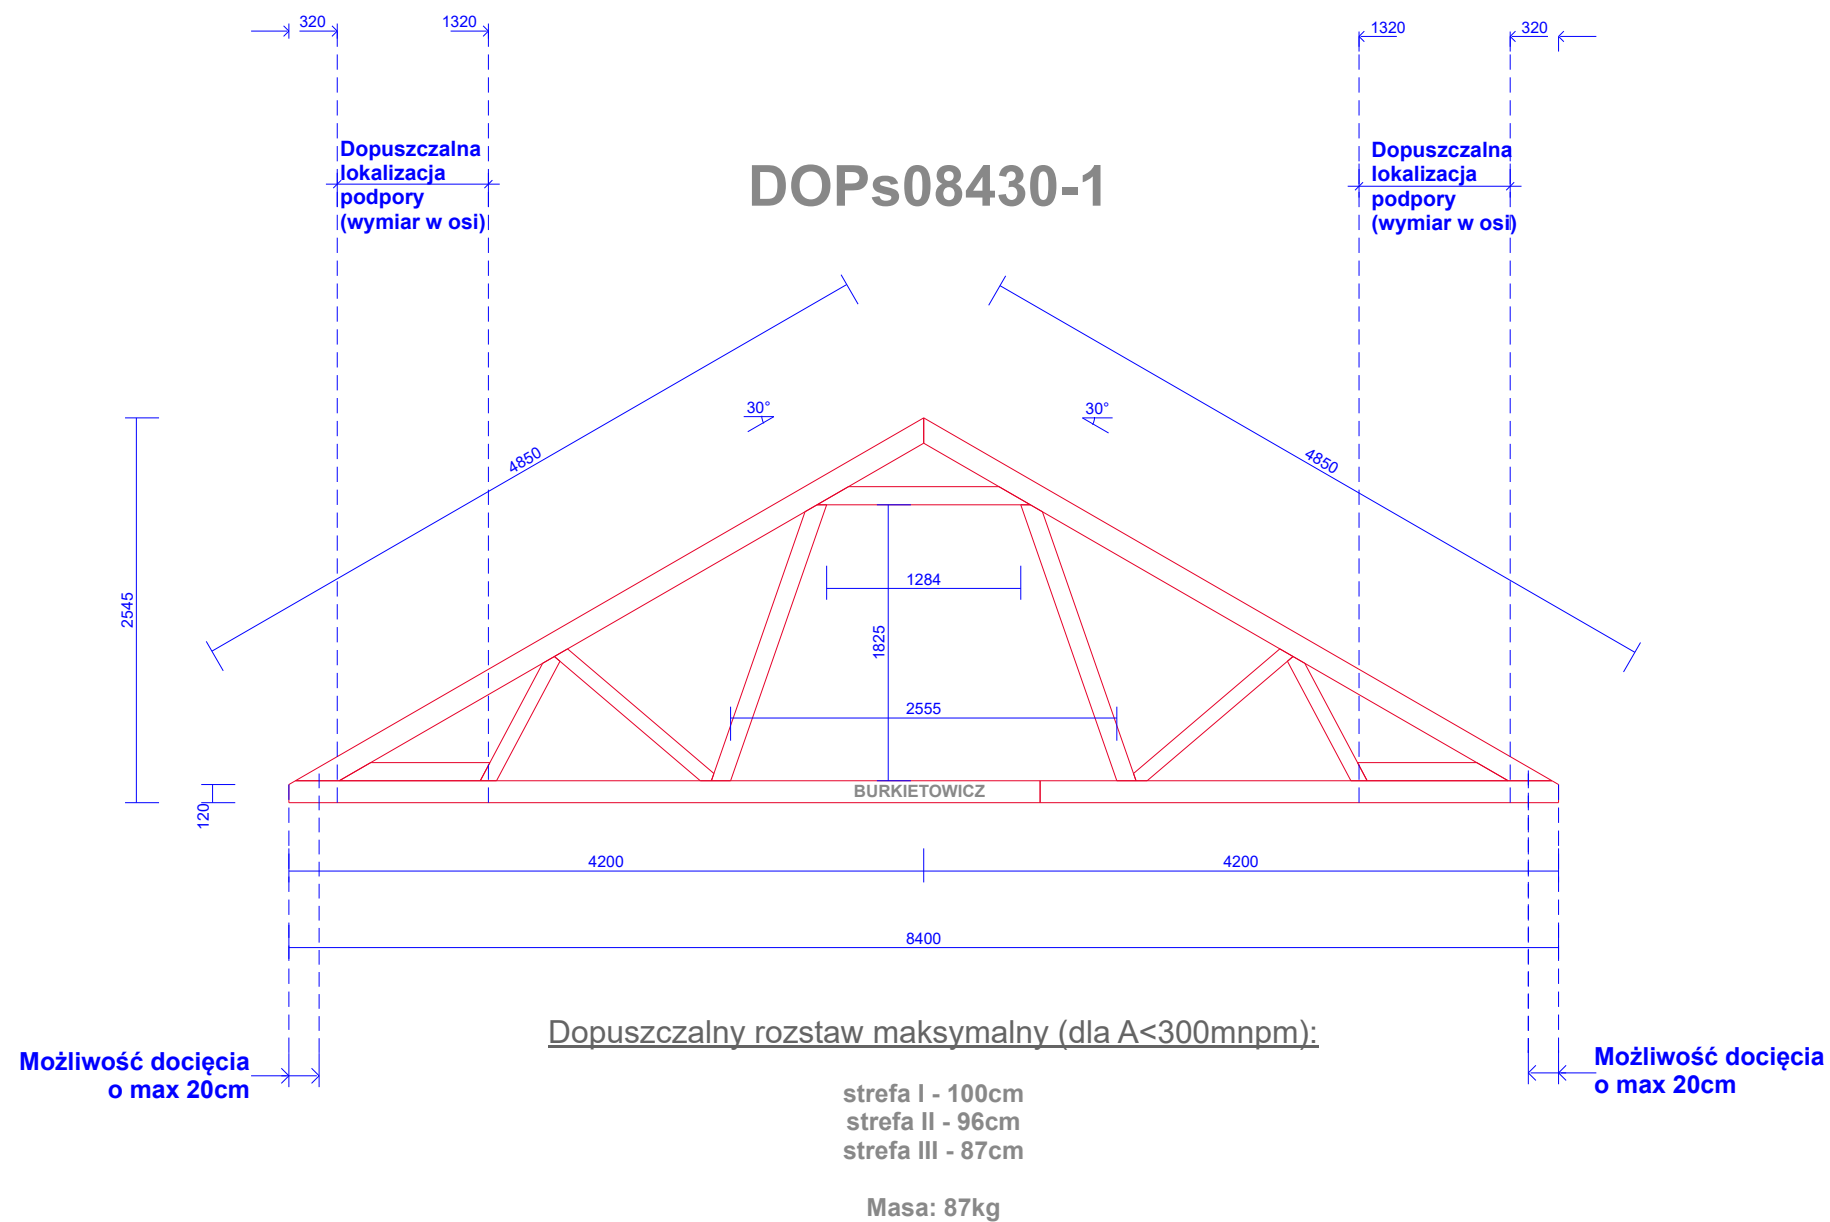 320
1320
1320
320
Dopuszczalna
lokalizacja
podpory
(wymiar w osi)
DOPs08430-1
Dopuszczalna
lokalizacja
podpory
(wymiar w osi)
30°
30°
4850
4850
2545
1284
1825
2555
BURKIETOWICZ
120
4200
4200
8400
Dopuszczalny rozstaw maksymalny (dla A<300mnpm):
Możliwość docięcia
o max 20cm
Możliwość docięcia
o max 20cm
strefa I - 100cm
strefa II - 96cm
strefa III - 87cm
Masa: 87kg